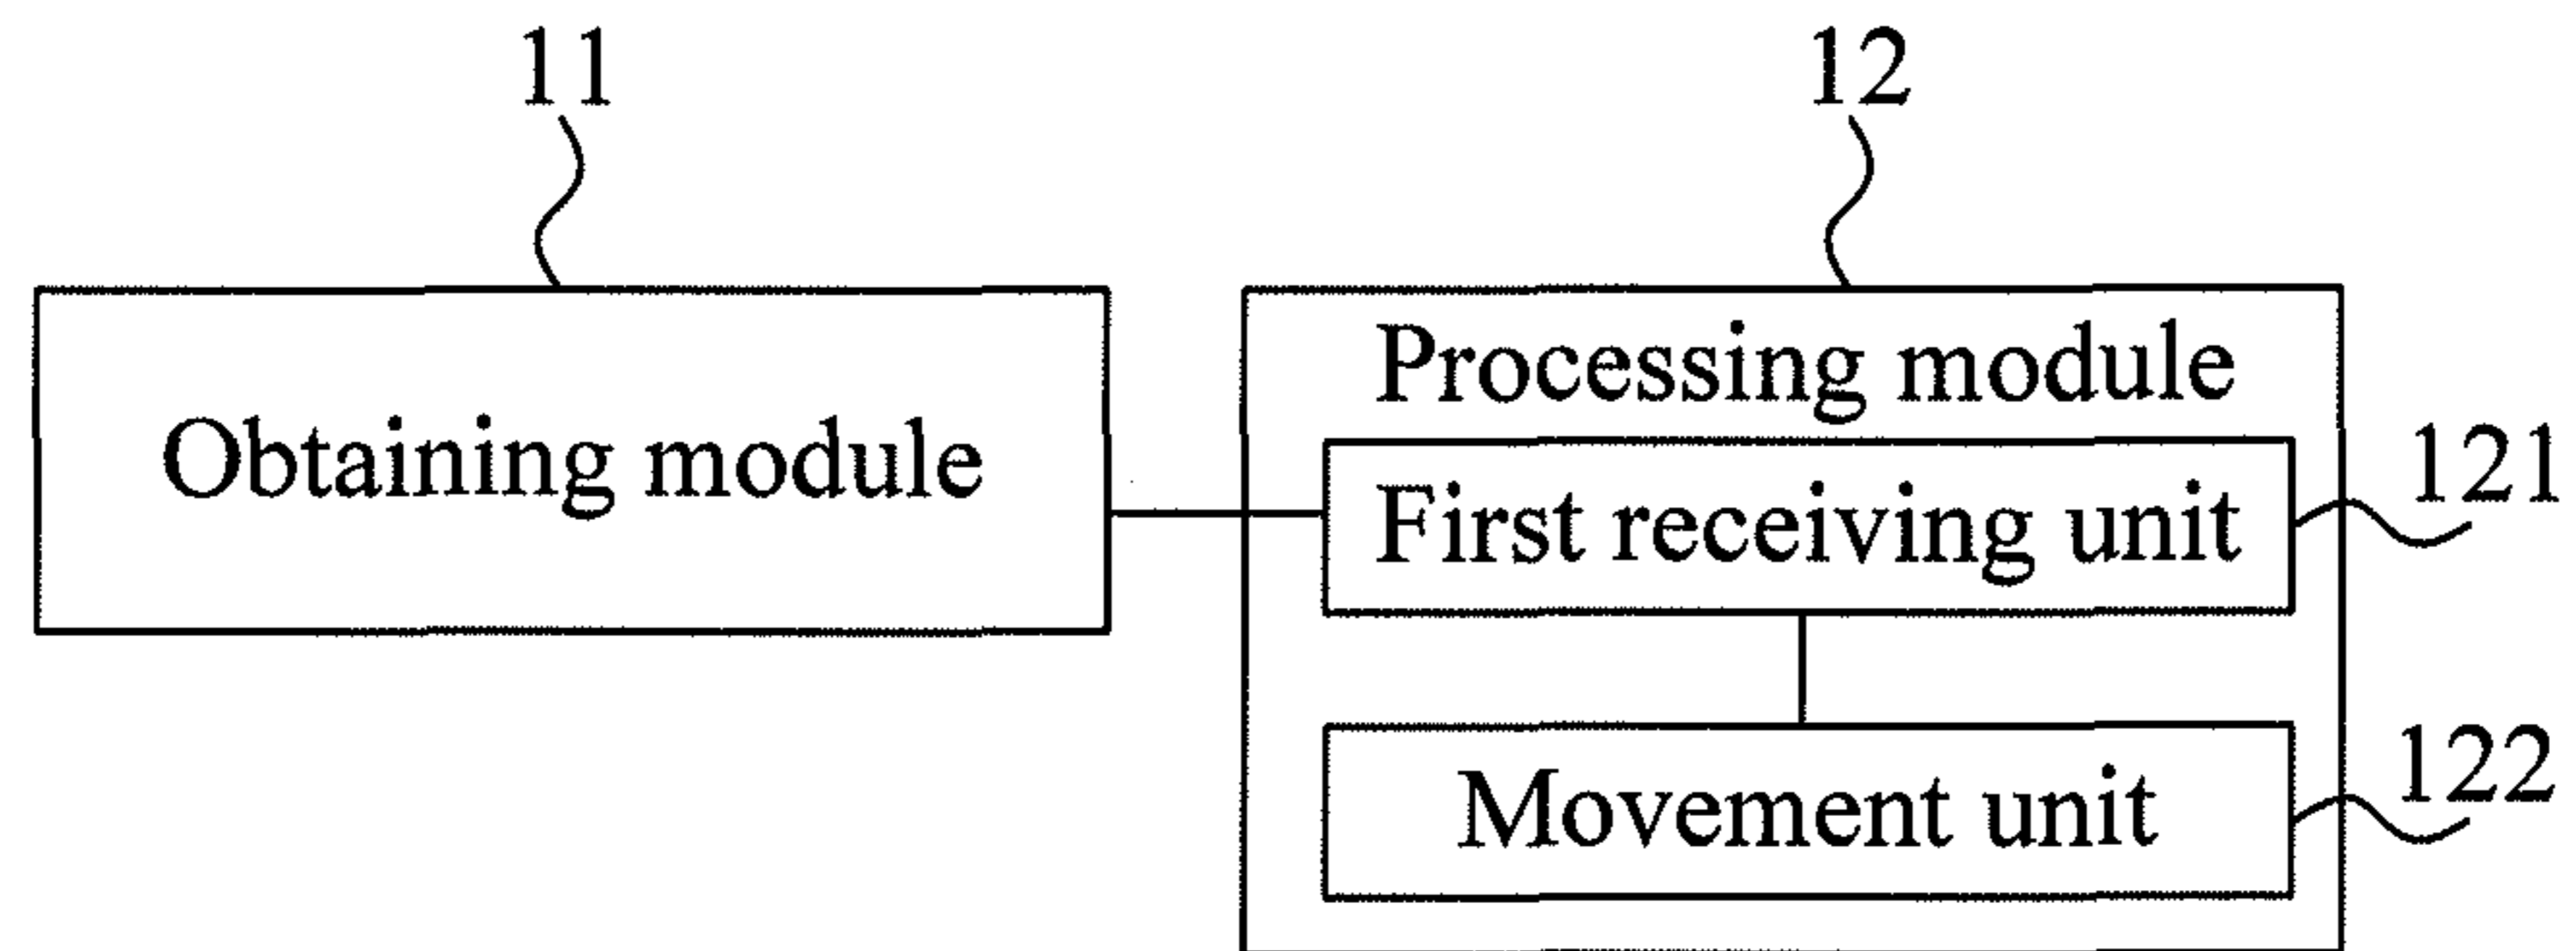 11
12
Obtaining module
Processing module
First receiving unit
121
Movement unit
122